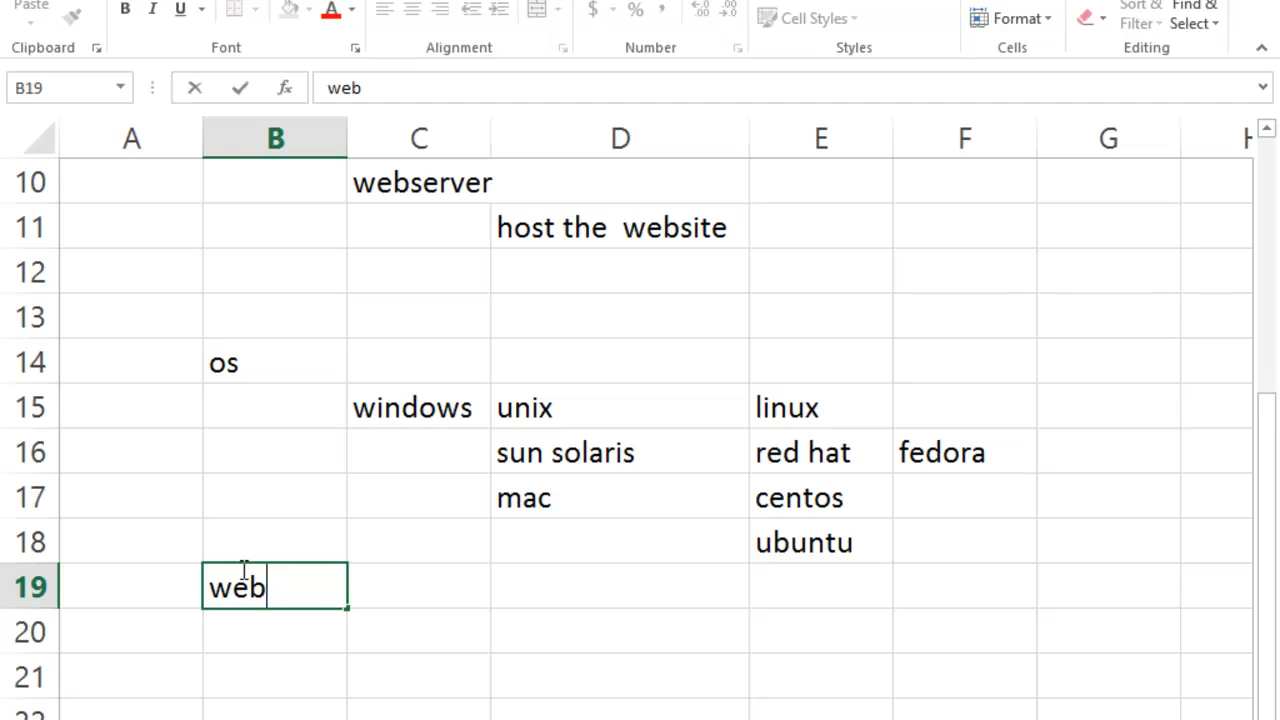 Paste B I U A $ % , .00 Cell Styles Format Sort & Find &
Filter Select
Clipboard Font Alignment Number Styles Cells Editing
B19 fx web
A B C D E F G H
10 webserver
11 host the  website
12
13
14 os
15 windows unix linux
16 sun solaris red hat fedora
17 mac centos
18 ubuntu
19 web
20
21
22